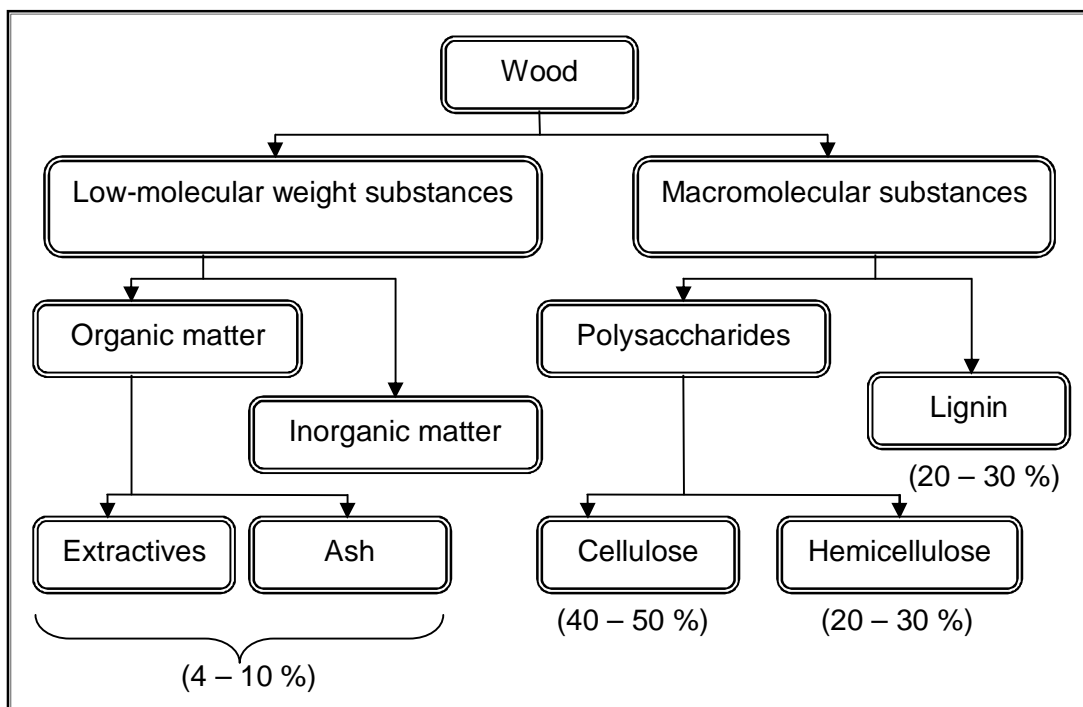 Wood
Low-molecular weight substances
Macromolecular substances
Organic matter
Polysaccharides
Inorganic matter
Lignin
(20 – 30 %)
Extractives
Ash
Cellulose
Hemicellulose
(40 – 50 %)
(20 – 30 %)
(4 – 10 %)